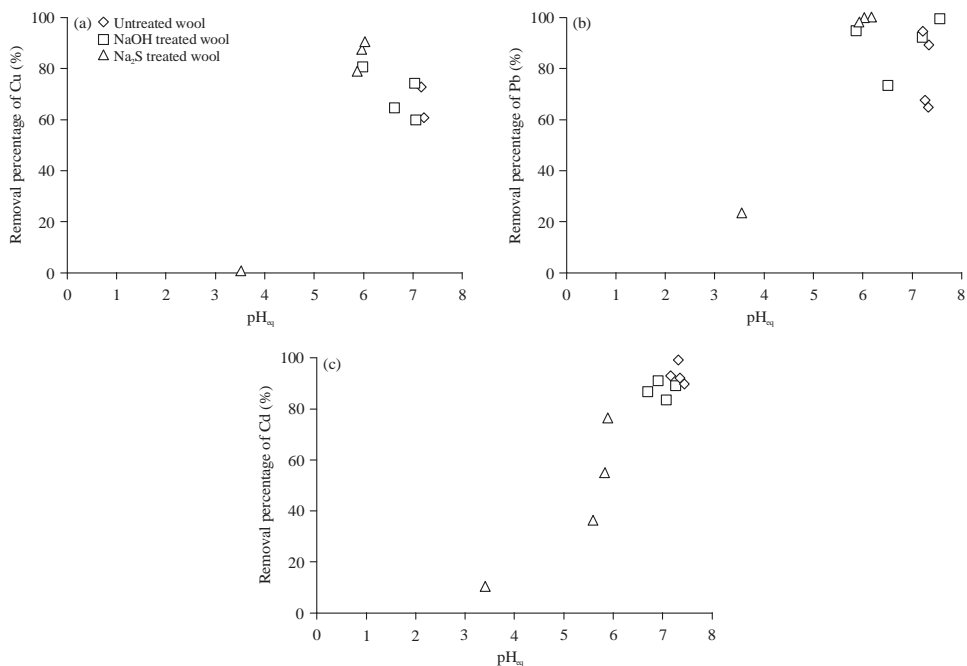 (a)
Untreated wool
NaOH treated wool
Na₂S treated wool
Removal percentage of Cu (%)
100
80
60
40
20
0
0 1 2 3 4 5 6 7 8
pHeq
(b)
Removal percentage of Pb (%)
100
80
60
40
20
0
0 1 2 3 4 5 6 7 8
pHeq
(c)
Removal percentage of Cd (%)
100
80
60
40
20
0
0 1 2 3 4 5 6 7 8
pHeq